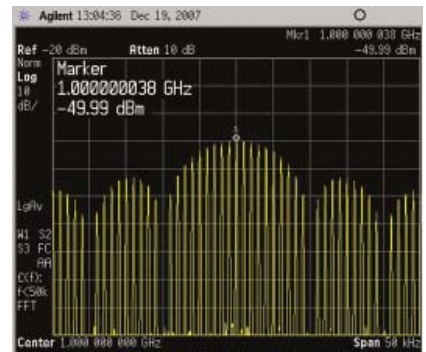 Agilent 13:04:36 Dec 19, 2007
Mkr1 1.000 000 038 GHz
Ref -20 dBm Atten 10 dB -49.99 dBm
Norm
Log
10
dB/
Marker
1.000000038 GHz
-49.99 dBm
1
LgAv
W1 S2
S3 FC
AA
£(f):
f<50k
FFT
Center 1.000 000 000 GHz Span 50 kHz